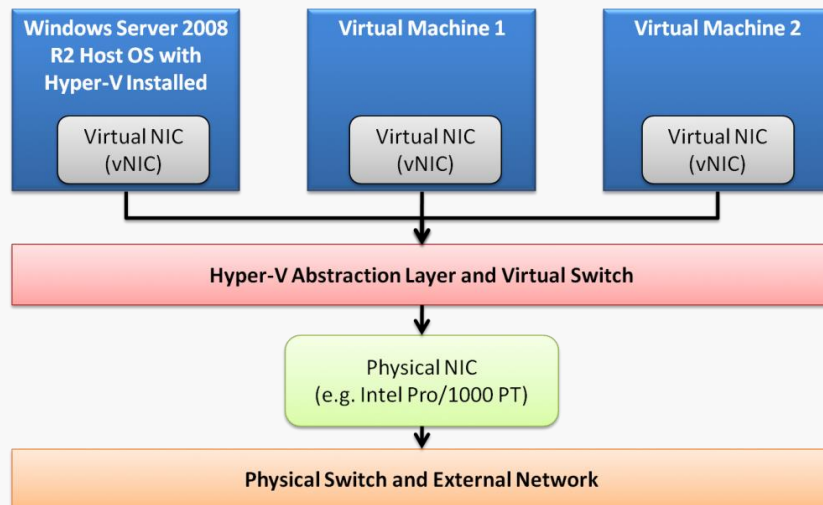 Windows Server 2008
R2 Host OS with
Hyper-V Installed
Virtual NIC
(vNIC)
Virtual Machine 1
Virtual NIC
(vNIC)
Virtual Machine 2
Virtual NIC
(vNIC)
Hyper-V Abstraction Layer and Virtual Switch
Physical NIC
(e.g. Intel Pro/1000 PT)
Physical Switch and External Network